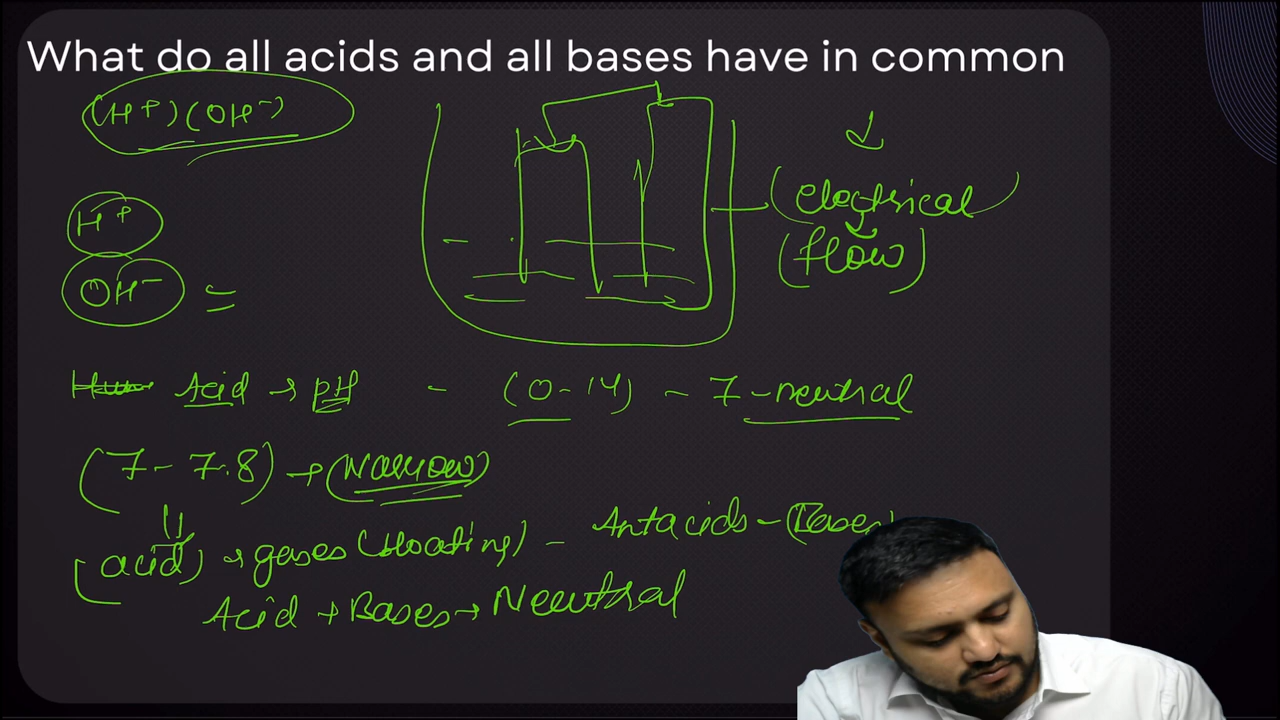 What do all acids and all bases have in common
(H+) (OH-)
H+
OH- =
(electrical
(flow)
Acid → pH - (0-14) - 7 - neutral
(7-7.8) → (Narrow)
(acid) → gases (bloating) - Antacids - (Bases)
Acid + Bases → Neutral